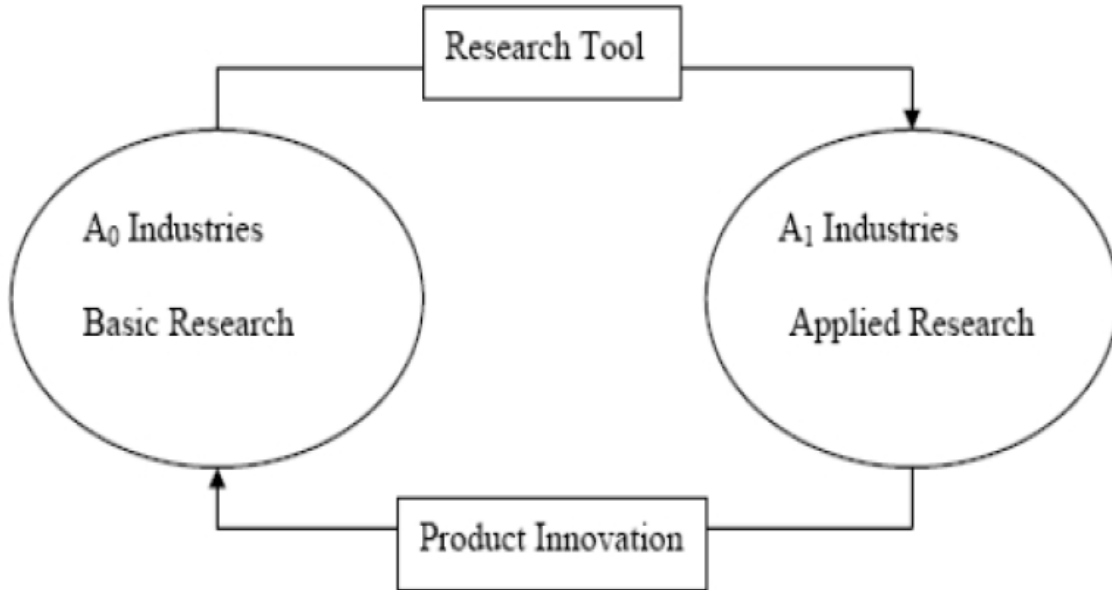 Research Tool
A₀ Industries
Basic Research
A₁ Industries
Applied Research
Product Innovation